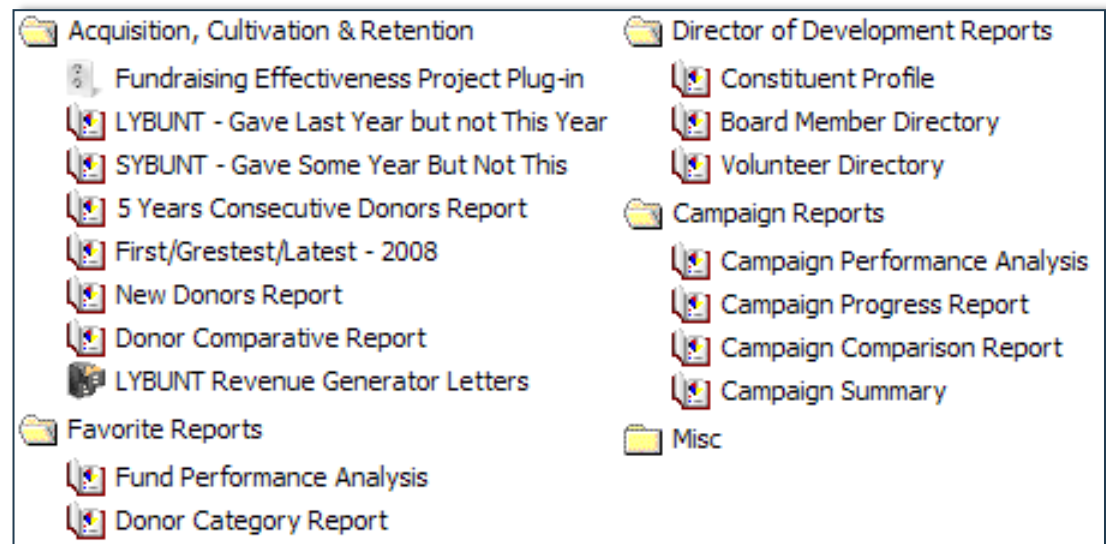 Acquisition, Cultivation & Retention
Fundraising Effectiveness Project Plug-in
LYBUNT - Gave Last Year but not This Year
SYBUNT - Gave Some Year But Not This
5 Years Consecutive Donors Report
First/Grestest/Latest - 2008
New Donors Report
Donor Comparative Report
LYBUNT Revenue Generator Letters
Favorite Reports
Fund Performance Analysis
Donor Category Report
Director of Development Reports
Constituent Profile
Board Member Directory
Volunteer Directory
Campaign Reports
Campaign Performance Analysis
Campaign Progress Report
Campaign Comparison Report
Campaign Summary
Misc